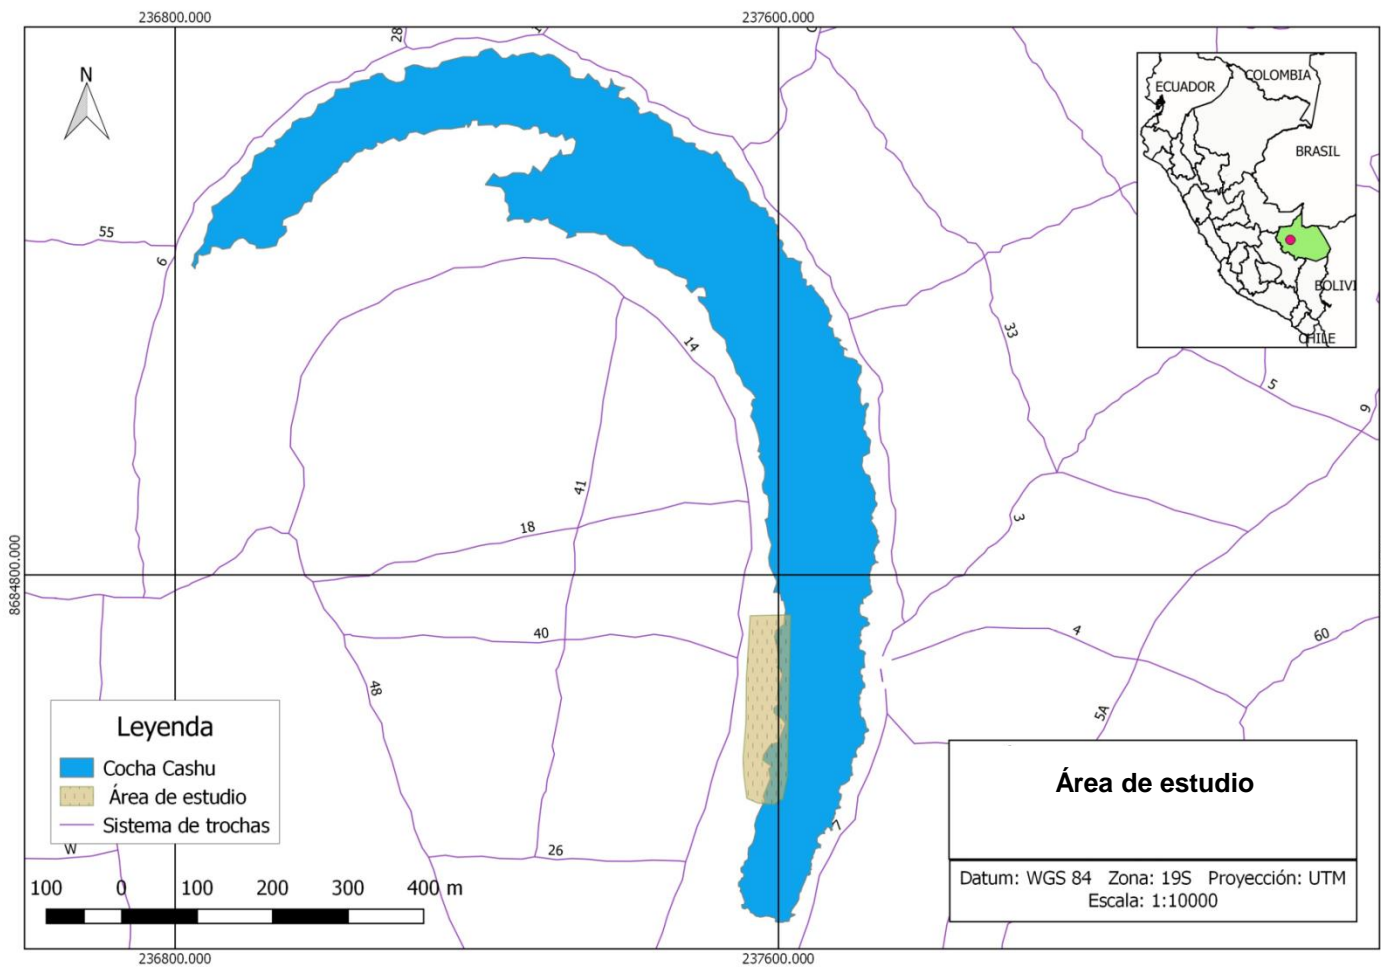 236800.000
237600.000
28
N
ECUADOR
COLOMBIA
BRASIL
BOLIVI
CHILE
55
6
33
14
5
9
41
18
3
8684800.000
40
4
60
48
5A
Leyenda
Cocha Cashu
Área de estudio
Sistema de trochas
W
26
7
Área de estudio
Datum: WGS 84 Zona: 19S Proyección: UTM
Escala: 1:10000
100 0 100 200 300 400 m
236800.000
237600.000